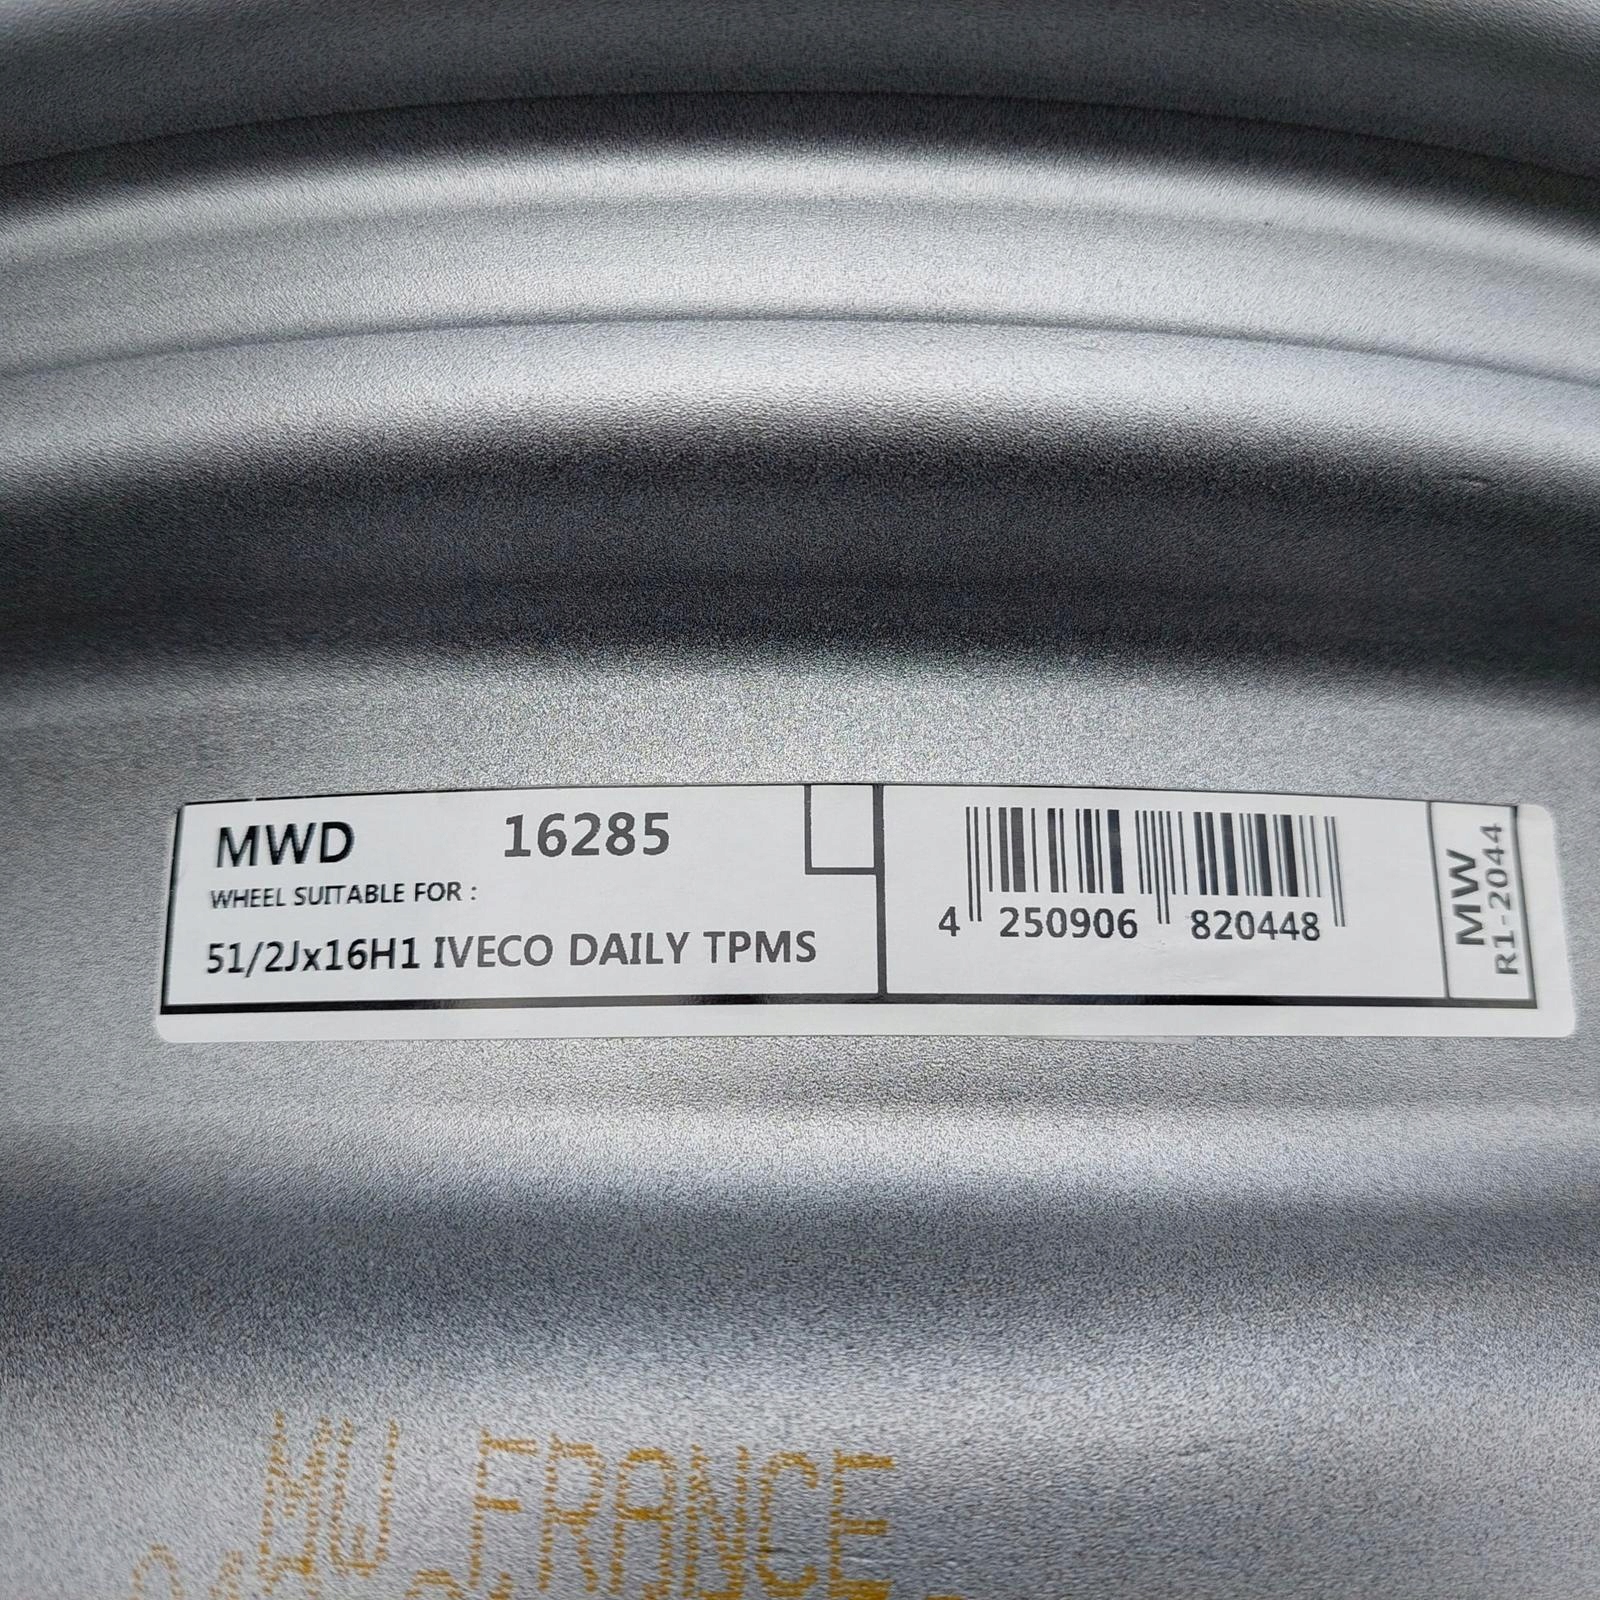 MWD 16285
WHEEL SUITABLE FOR :
51/2Jx16H1 IVECO DAILY TPMS
4 250906 820448
MW
R1-2044
MW FRANCE